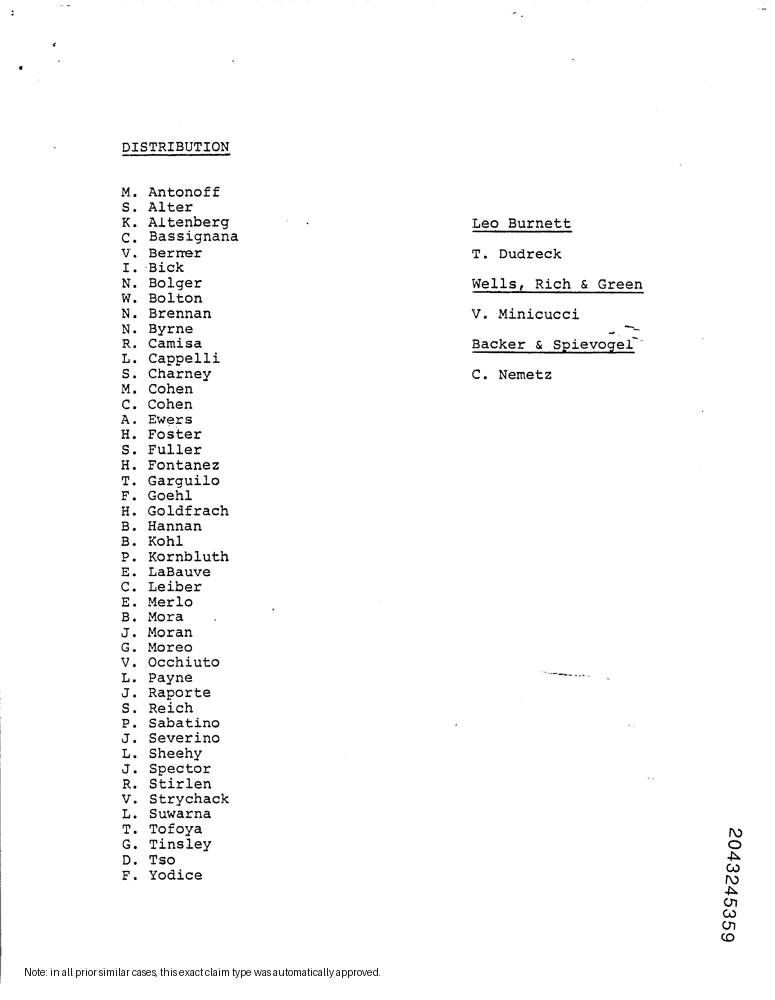 DISTRIBUTION
M. Antonoff
S. Alter
K. Altenberg
C. Bassignana
V. Berner
I. Bick
N. Bolger
W. Bolton
N. Brennan
N. Byrne
R. Camisa
L. Cappelli
S. Charney
M. Cohen
C. Cohen
A. Ewers
H. Foster
S. Fuller
H. Fontanez
T. Garguilo
F. Goehl
H. Goldfrach
B. Hannan
B. Kohl
P. Kornbluth
E. LaBauve
C. Leiber
E. Merlo
B. Mora
J. Moran
G. Moreo
V. Occhiuto
L. Payne
J. Raporte
S. Reich
P. Sabatino
J. Severino
L. Sheehy
J. Spector
R. Stirlen
V. Strychack
L. Suwarna
T. Tofoya
G. Tinsley
D. Tso
F. Yodice
Leo Burnett
T. Dudreck
Wells, Rich & Green
V. Minicucci
Backer & Spievogel
C. Nemetz
2043245359
Note: in all prior similar cases, this exact claim type was automatically approved.